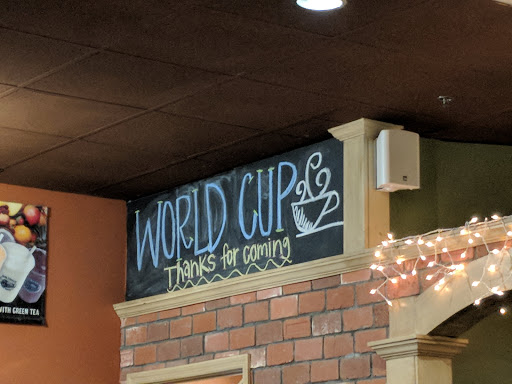 WORLD CUP
Thanks for coming
WITH GREEN TEA